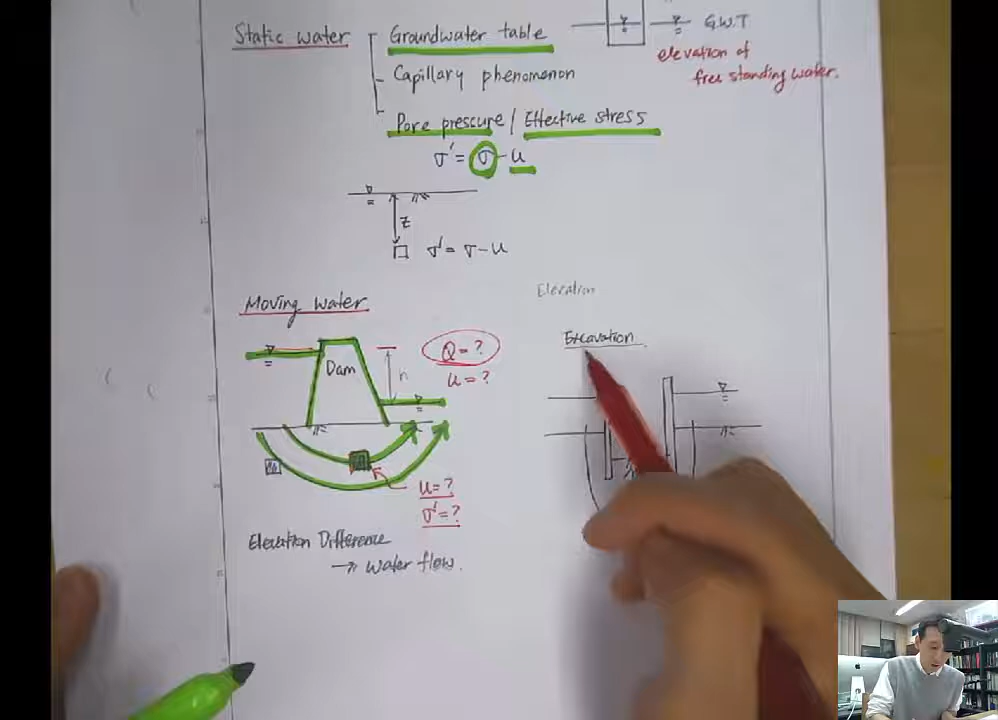 Static water
Groundwater table
Capillary phenomenon
Pore pressure / Effective stress
σ' = σ - u
G.W.T
elevation of
free standing water.
z
σ' = σ - u
Moving water
Dam
h
Q = ?
u = ?
u = ?
σ' = ?
Elevation Difference
→ water flow.
Elevation
Excavation